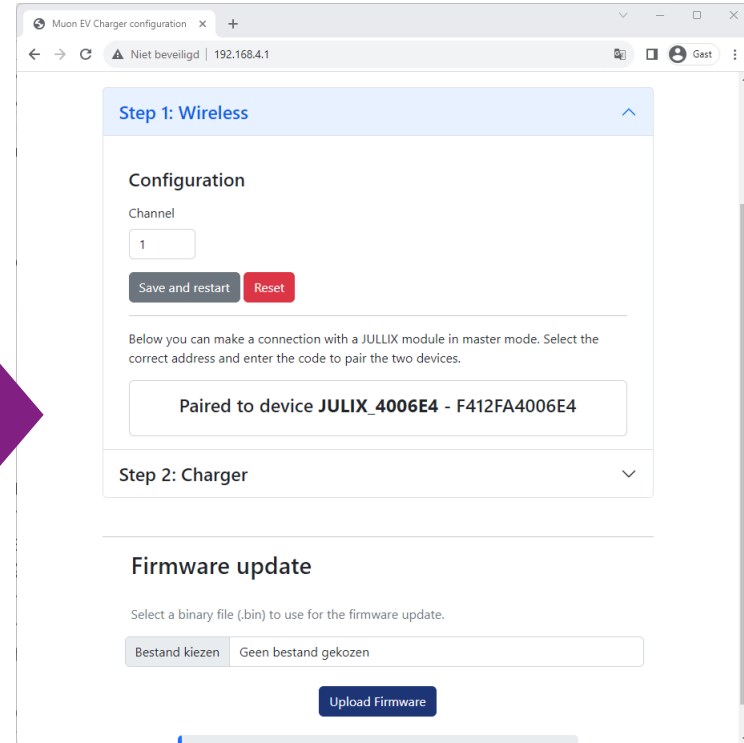 Muon EV Charger configuration
Niet beveiligd | 192.168.4.1
Gast
Step 1: Wireless
Configuration
Channel
1
Save and restart Reset
Below you can make a connection with a JULLIX module in master mode. Select the
correct address and enter the code to pair the two devices.
Paired to device JULIX_4006E4 - F412FA4006E4
Step 2: Charger
Firmware update
Select a binary file (.bin) to use for the firmware update.
Bestand kiezen Geen bestand gekozen
Upload Firmware